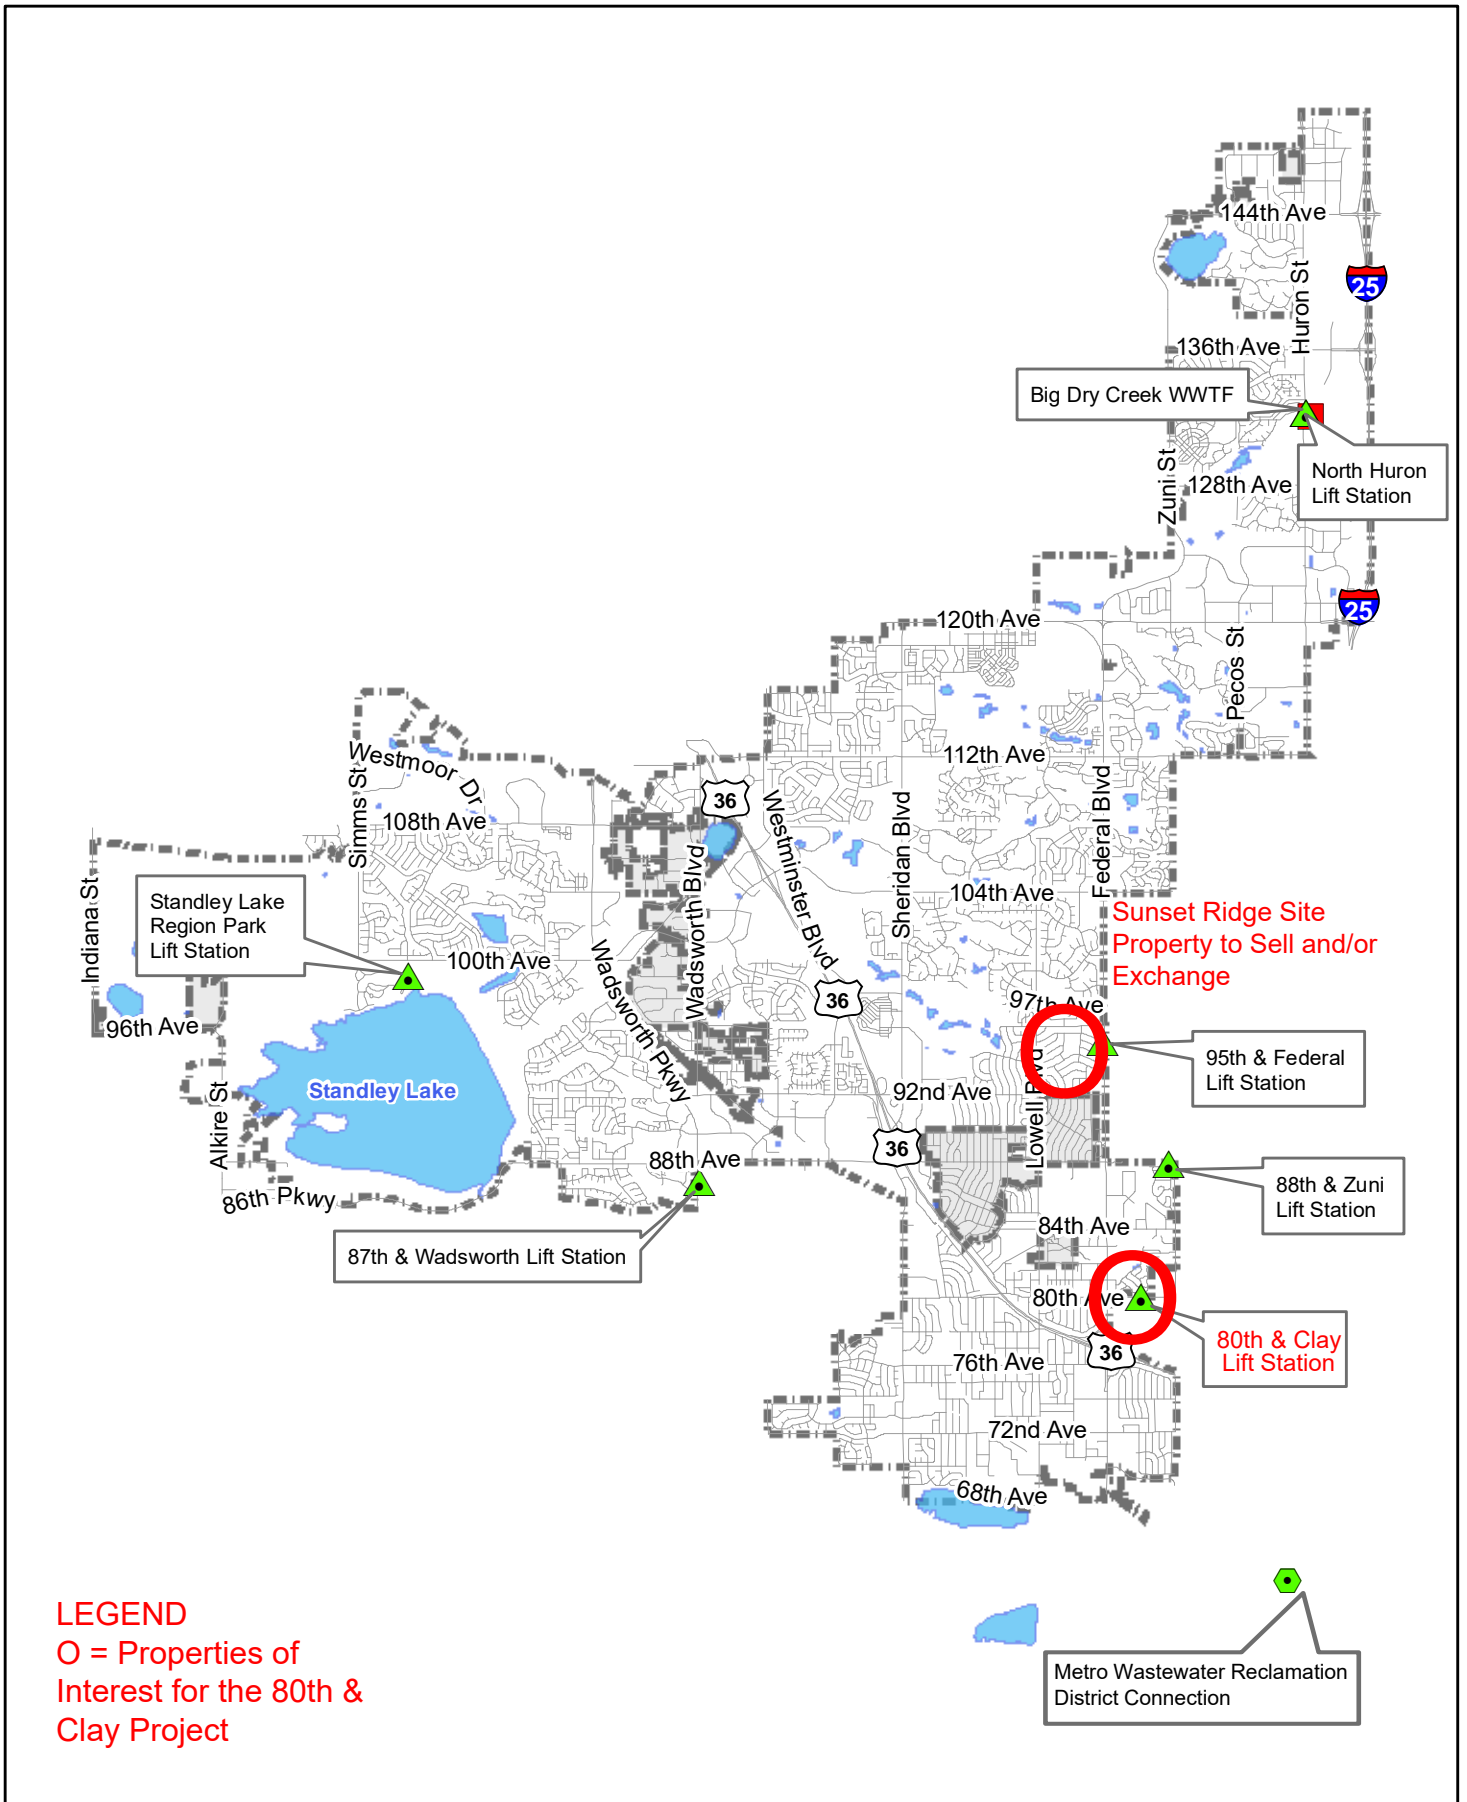 144th Ave
Huron St
25
136th Ave
Big Dry Creek WWTF
North Huron
Lift Station
Zuni St
128th Ave
25
120th Ave
Pecos St
Westmoor Dr
Simms St
112th Ave
36
Westminster Blvd
Sheridan Blvd
Federal Blvd
108th Ave
Wadsworth Blvd
Indiana St
Standley Lake
Region Park
Lift Station
104th Ave
Sunset Ridge Site
Property to Sell and/or
Exchange
100th Ave
Wadsworth Pkwy
36
97th Ave
96th Ave
95th & Federal
Lift Station
Standley Lake
Alkire St
92nd Ave
Lowell Blvd
36
88th Ave
88th & Zuni
Lift Station
86th Pkwy
84th Ave
87th & Wadsworth Lift Station
80th Ave
80th & Clay
Lift Station
36
76th Ave
72nd Ave
68th Ave
LEGEND
O = Properties of
Interest for the 80th &
Clay Project
Metro Wastewater Reclamation
District Connection